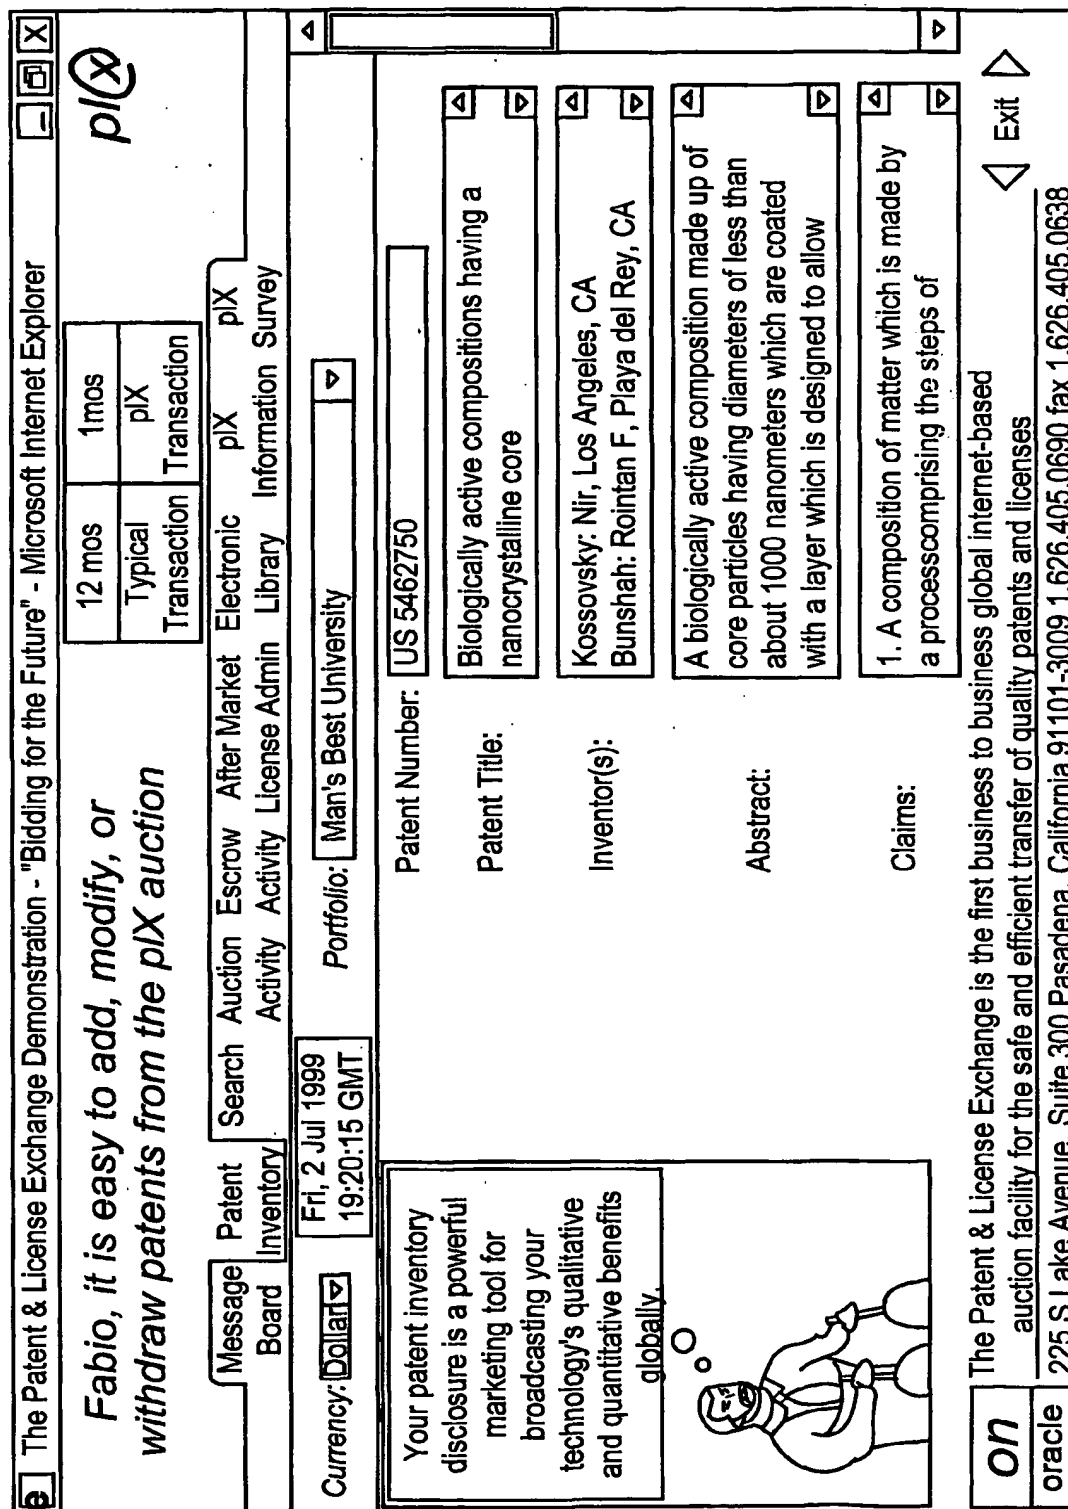 e The Patent & License Exchange Demonstration - "Bidding for the Future" - Microsoft Internet Explorer
Fabio, it is easy to add, modify, or
withdraw patents from the plX auction
12 mos 1mos
Typical plX
Transaction Transaction
plx
Message Patent Search Auction Escrow After Market Electronic plX plX
Board Inventory Activity Activity License Admin Library Information Survey
Currency: Dollar
Fri, 2 Jul 1999
19:20:15 GMT
Portfolio: Man's Best University
Your patent inventory
disclosure is a powerful
marketing tool for
broadcasting your
technology's qualitative
and quantitative benefits
globally.
Patent Number: US 5462750
Patent Title: Biologically active compositions having a
nanocrystalline core
Inventor(s): Kossovsky: Nir, Los Angeles, CA
Bunshah: Rointan F, Playa del Rey, CA
Abstract: A biologically active composition made up of
core particles having diameters of less than
about 1000 nanometers which are coated
with a layer which is designed to allow
Claims: 1. A composition of matter which is made by
a processcomprising the steps of
on
oracle
The Patent & License Exchange is the first business to business global internet-based
auction facility for the safe and efficient transfer of quality patents and licenses
225 S Lake Avenue, Suite 300 Pasadena, California 91101-3009 1.626.405.0690 fax 1.626.405.0638
Exit